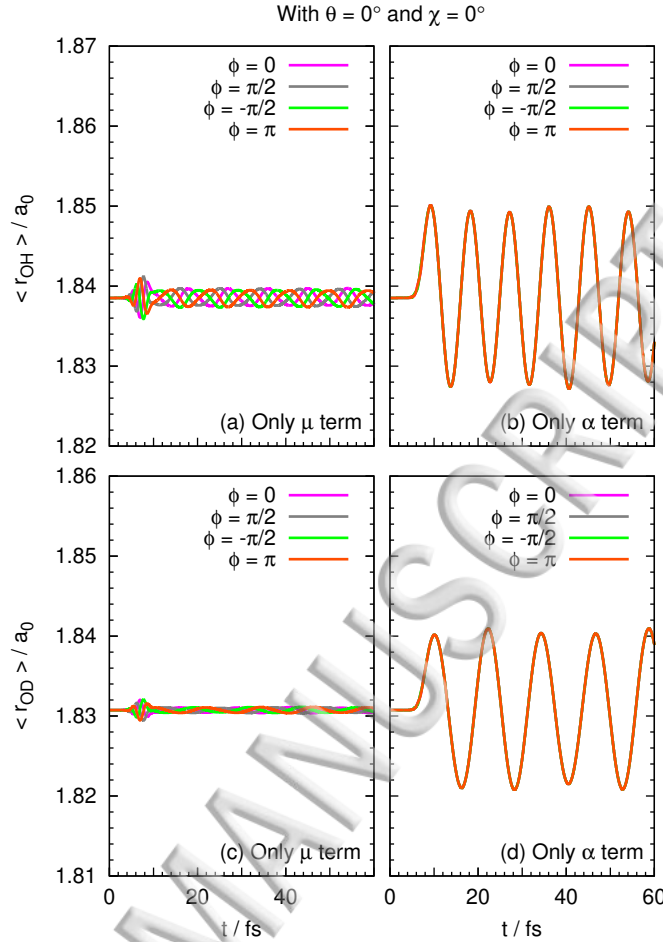 With θ = 0° and χ = 0°
1.87
1.86
1.85
1.84
1.83
1.82
< r_OH > / a_0
ϕ = 0
ϕ = π/2
ϕ = -π/2
ϕ = π
(a) Only μ term
ϕ = 0
ϕ = π/2
ϕ = -π/2
ϕ = π
(b) Only α term
1.86
1.85
1.84
1.83
1.82
1.81
< r_OD > / a_0
ϕ = 0
ϕ = π/2
ϕ = -π/2
ϕ = π
(c) Only μ term
ϕ = 0
ϕ = π/2
ϕ = -π/2
ϕ = π
(d) Only α term
0 20 40
0 20 40 60
t / fs
t / fs
MANUSCRIPT